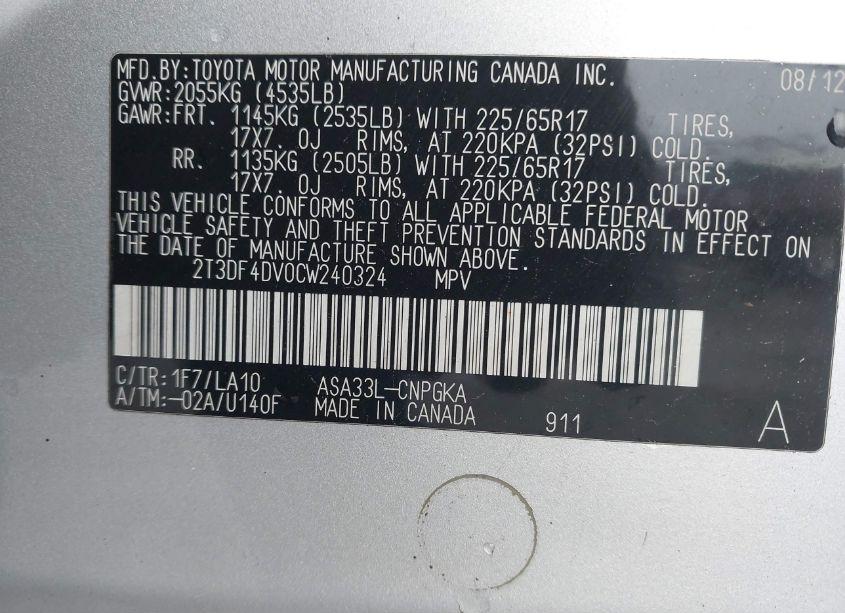 MFD.BY:TOYOTA MOTOR MANUFACTURING CANADA INC. 08/12
GVWR:2055KG (4535LB)
GAWR:FRT. 1145KG (2535LB) WITH 225/65R17 TIRES,
17X7.0J RIMS, AT 220KPA (32PSI) COLD.
RR. 1135KG (2505LB) WITH 225/65R17 TIRES,
17X7.0J RIMS, AT 220KPA (32PSI) COLD.
THIS VEHICLE CONFORMS TO ALL APPLICABLE FEDERAL MOTOR
VEHICLE SAFETY AND THEFT PREVENTION STANDARDS IN EFFECT ON
THE DATE OF MANUFACTURE SHOWN ABOVE.
2T3DF4DV0CW240324 MPV
C/TR:1F7/LA10 ASA33L-CNPGKA
A/TM:-02A/U140F MADE IN CANADA 911 A